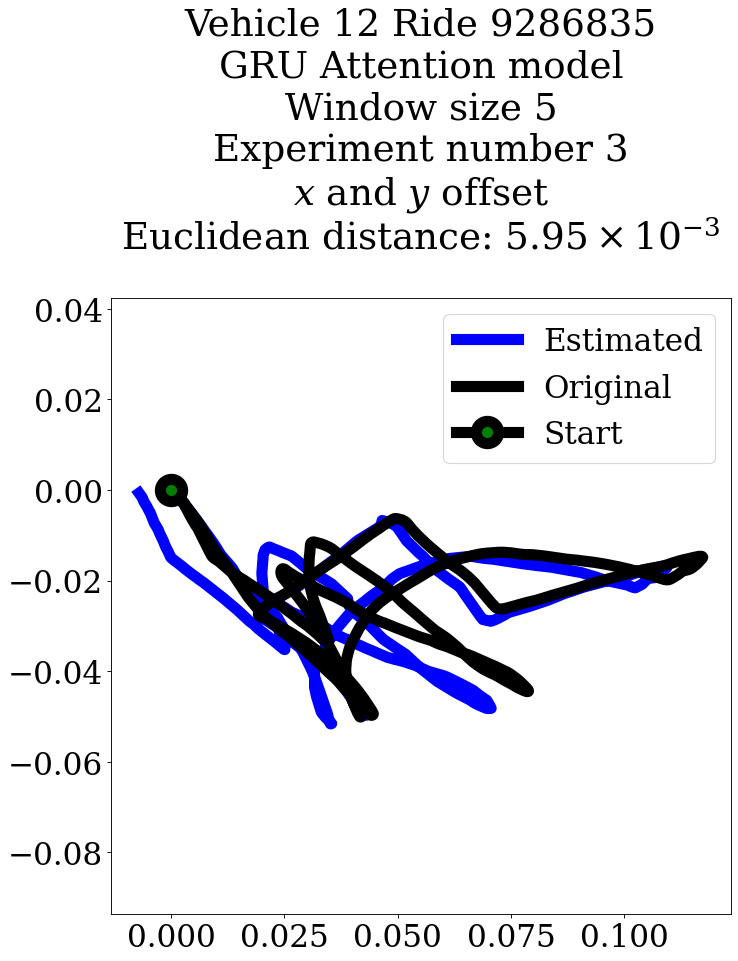 Vehicle 12 Ride 9286835
GRU Attention model
Window size 5
Experiment number 3
x and y offset
Euclidean distance: 5.95 × 10⁻³
0.04
0.02
0.00
−0.02
−0.04
−0.06
−0.08
Estimated
Original
Start
0.000 0.025 0.050 0.075 0.100